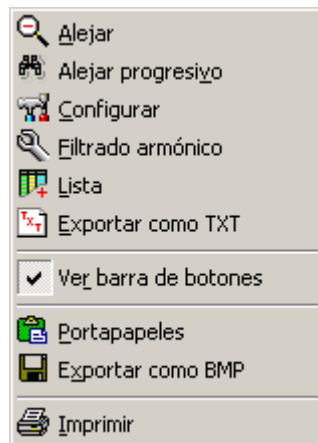 Alejar
Alejar progresivo
Configurar
Filtrado armónico
Lista
TXT
Exportar como TXT
Ver barra de botones
Portapapeles
Exportar como BMP
Imprimir